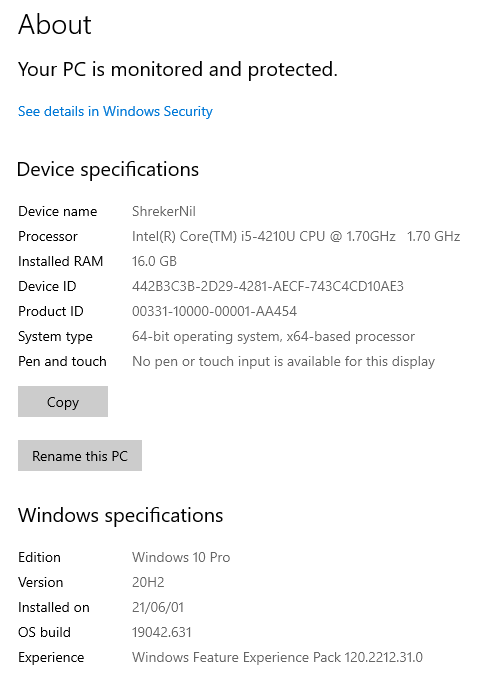 About
Your PC is monitored and protected.
See details in Windows Security
Device specifications
Device name ShrekerNil
Processor Intel(R) Core(TM) i5-4210U CPU @ 1.70GHz 1.70 GHz
Installed RAM 16.0 GB
Device ID 442B3C3B-2D29-4281-AECF-743C4CD10AE3
Product ID 00331-10000-00001-AA454
System type 64-bit operating system, x64-based processor
Pen and touch No pen or touch input is available for this display
Copy
Rename this PC
Windows specifications
Edition Windows 10 Pro
Version 20H2
Installed on 21/06/01
OS build 19042.631
Experience Windows Feature Experience Pack 120.2212.31.0